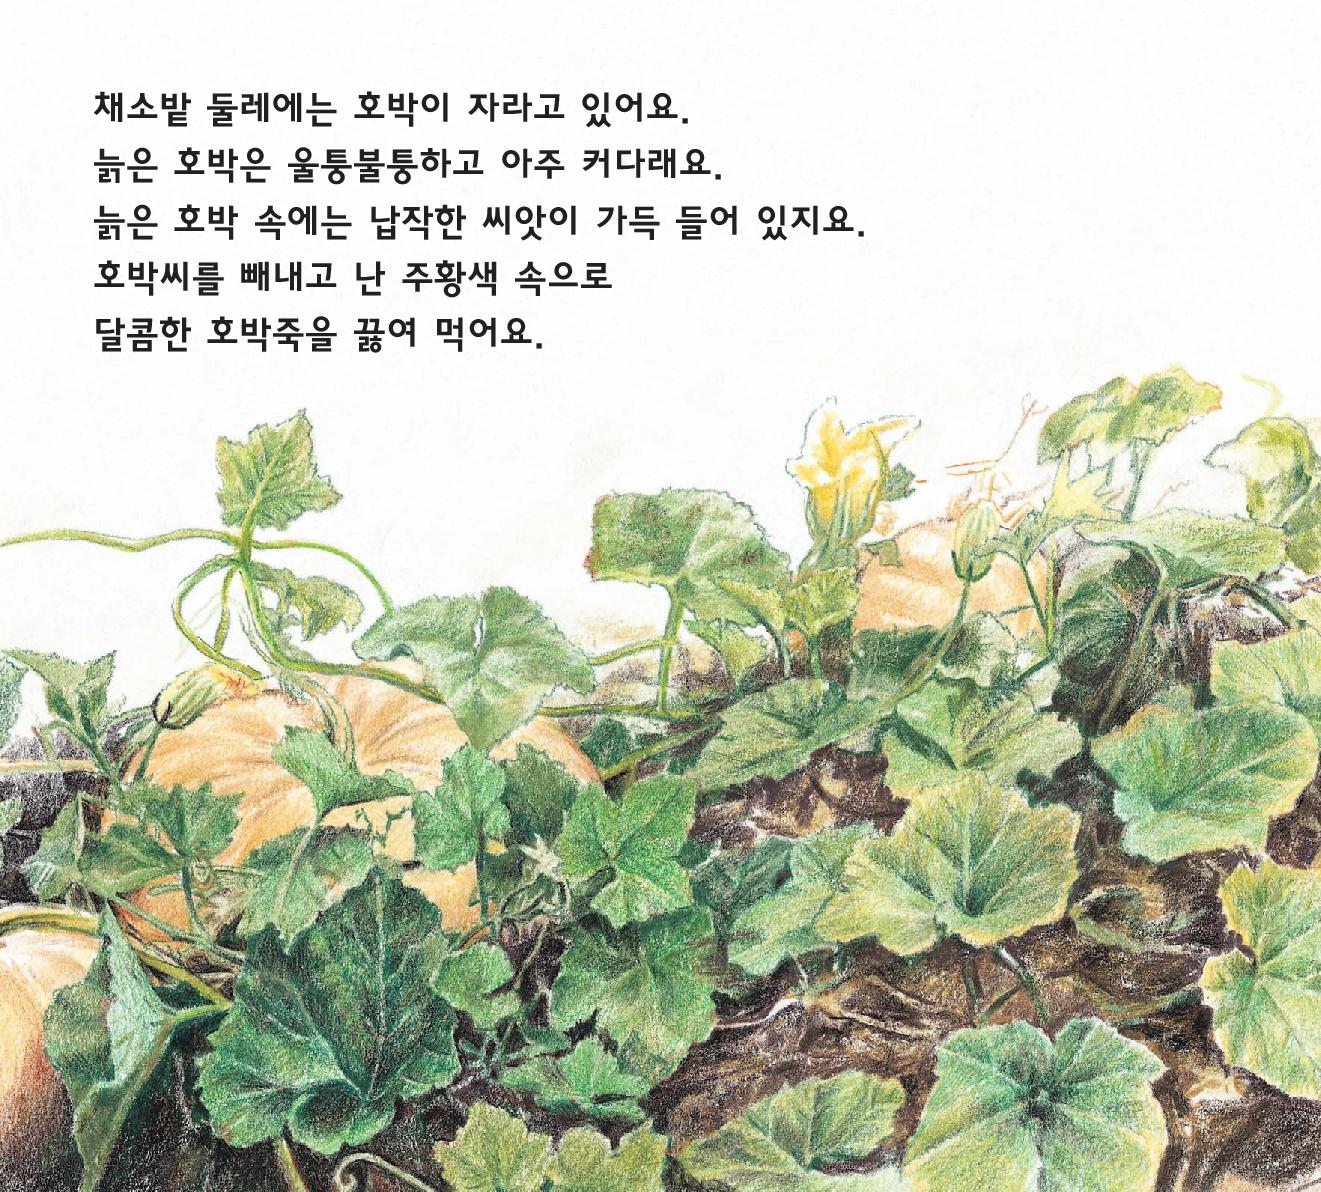 채소밭 둘레에는 호박이 자라고 있어요.
늙은 호박은 울퉁불퉁하고 아주 커다래요.
늙은 호박 속에는 납작한 씨앗이 가득 들어 있지요.
호박씨를 빼내고 난 주황색 속으로
달콤한 호박죽을 끓여 먹어요.